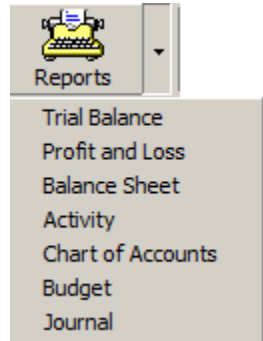 Reports
Trial Balance
Profit and Loss
Balance Sheet
Activity
Chart of Accounts
Budget
Journal